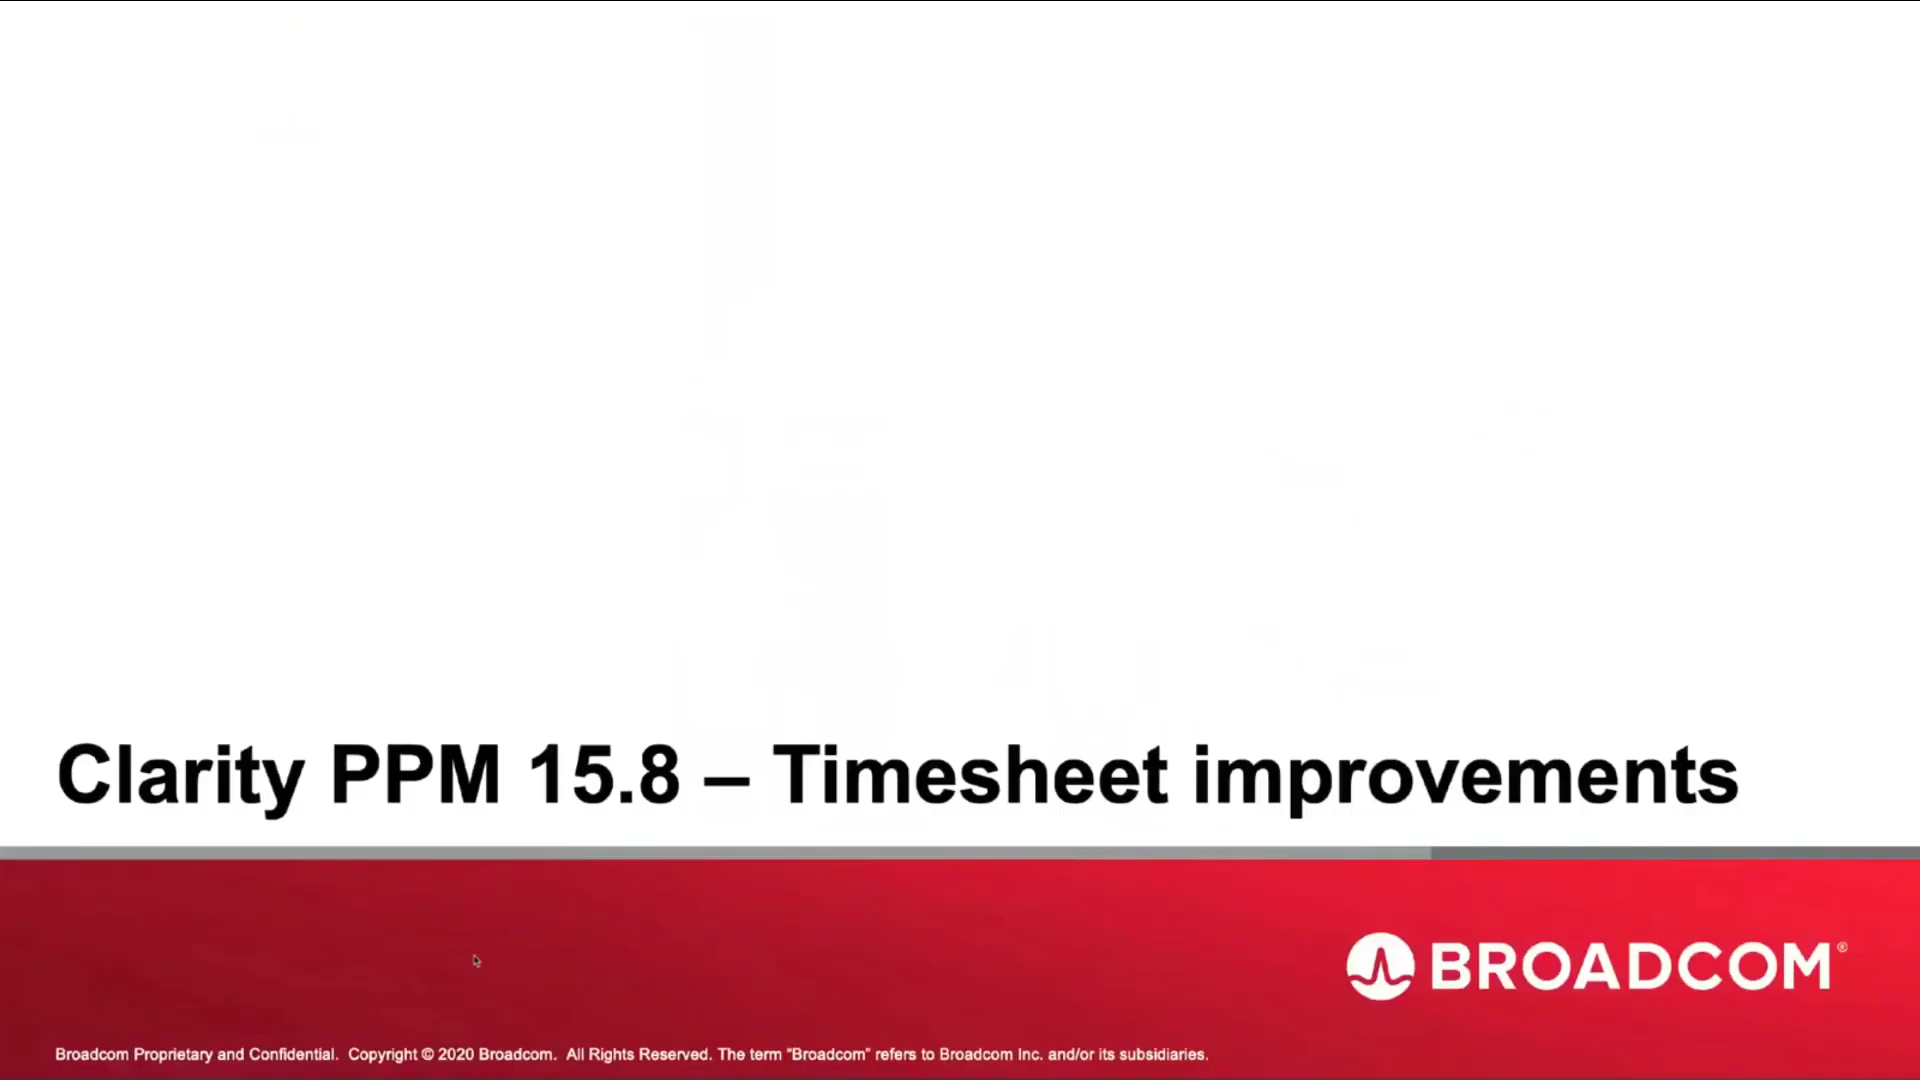 Clarity PPM 15.8 – Timesheet improvements
BROADCOM®
Broadcom Proprietary and Confidential. Copyright © 2020 Broadcom. All Rights Reserved. The term “Broadcom” refers to Broadcom Inc. and/or its subsidiaries.